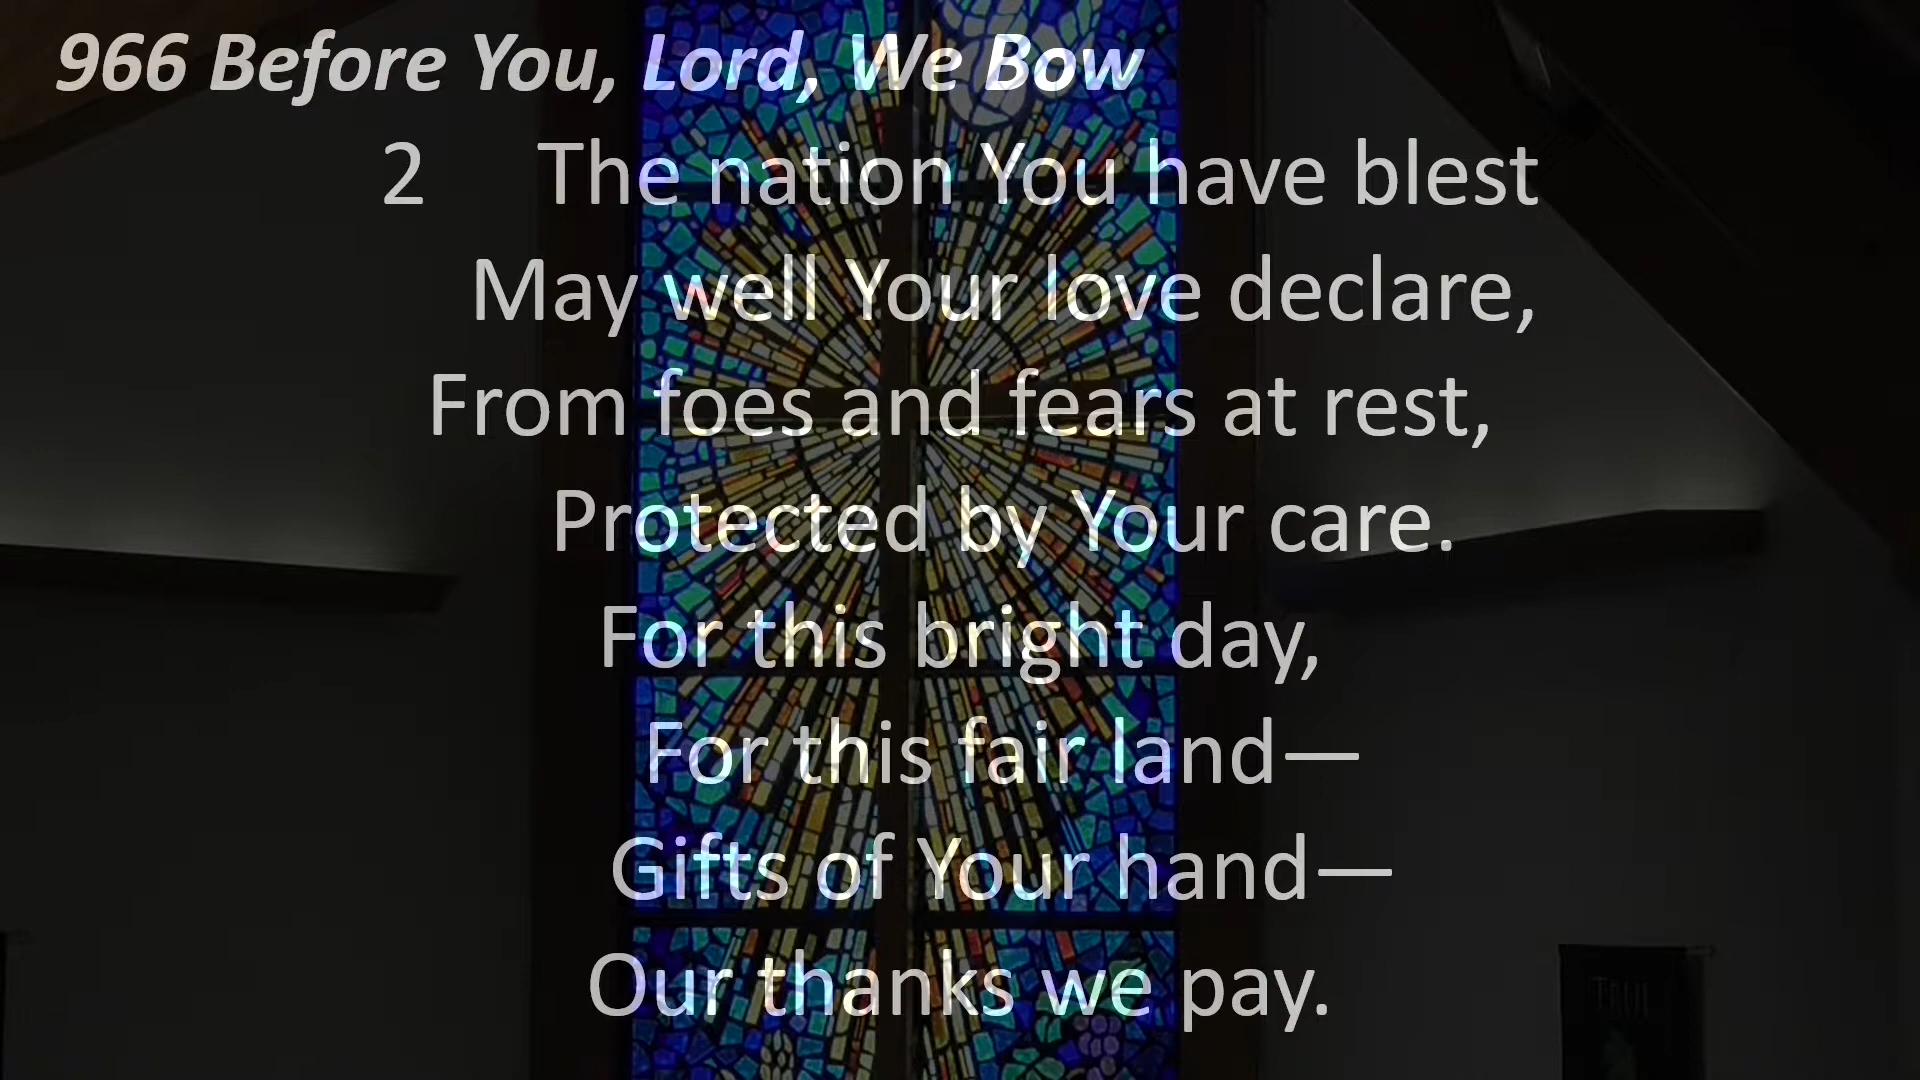 966 Before You, Lord, We Bow
2 The nation You have blest
May well Your love declare,
From foes and fears at rest,
Protected by Your care.
For this bright day,
For this fair land—
Gifts of Your hand—
Our thanks we pay.